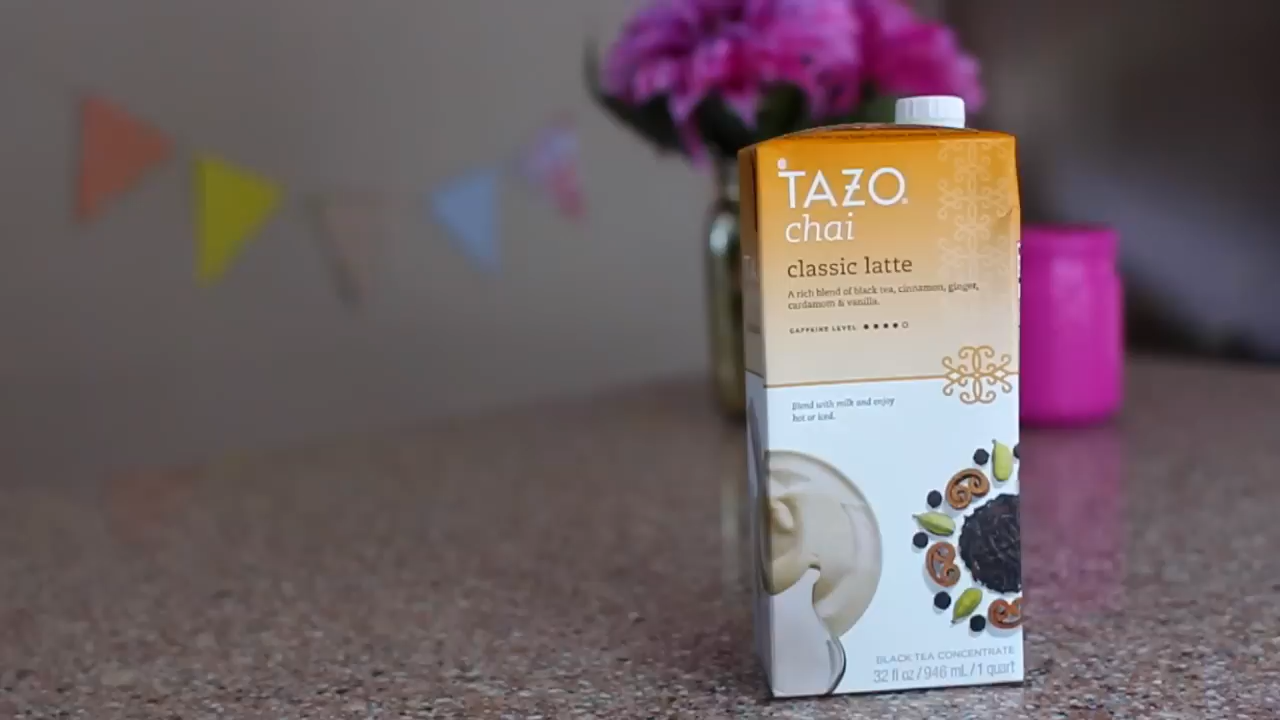 TAZO
chai
classic latte
A rich blend of black tea, cinnamon, ginger,
cardamom & vanilla.
CAFFEINE LEVEL
Blend with milk and enjoy
hot or iced.
BLACK TEA CONCENTRATE
32 fl oz / 946 mL / 1 quart